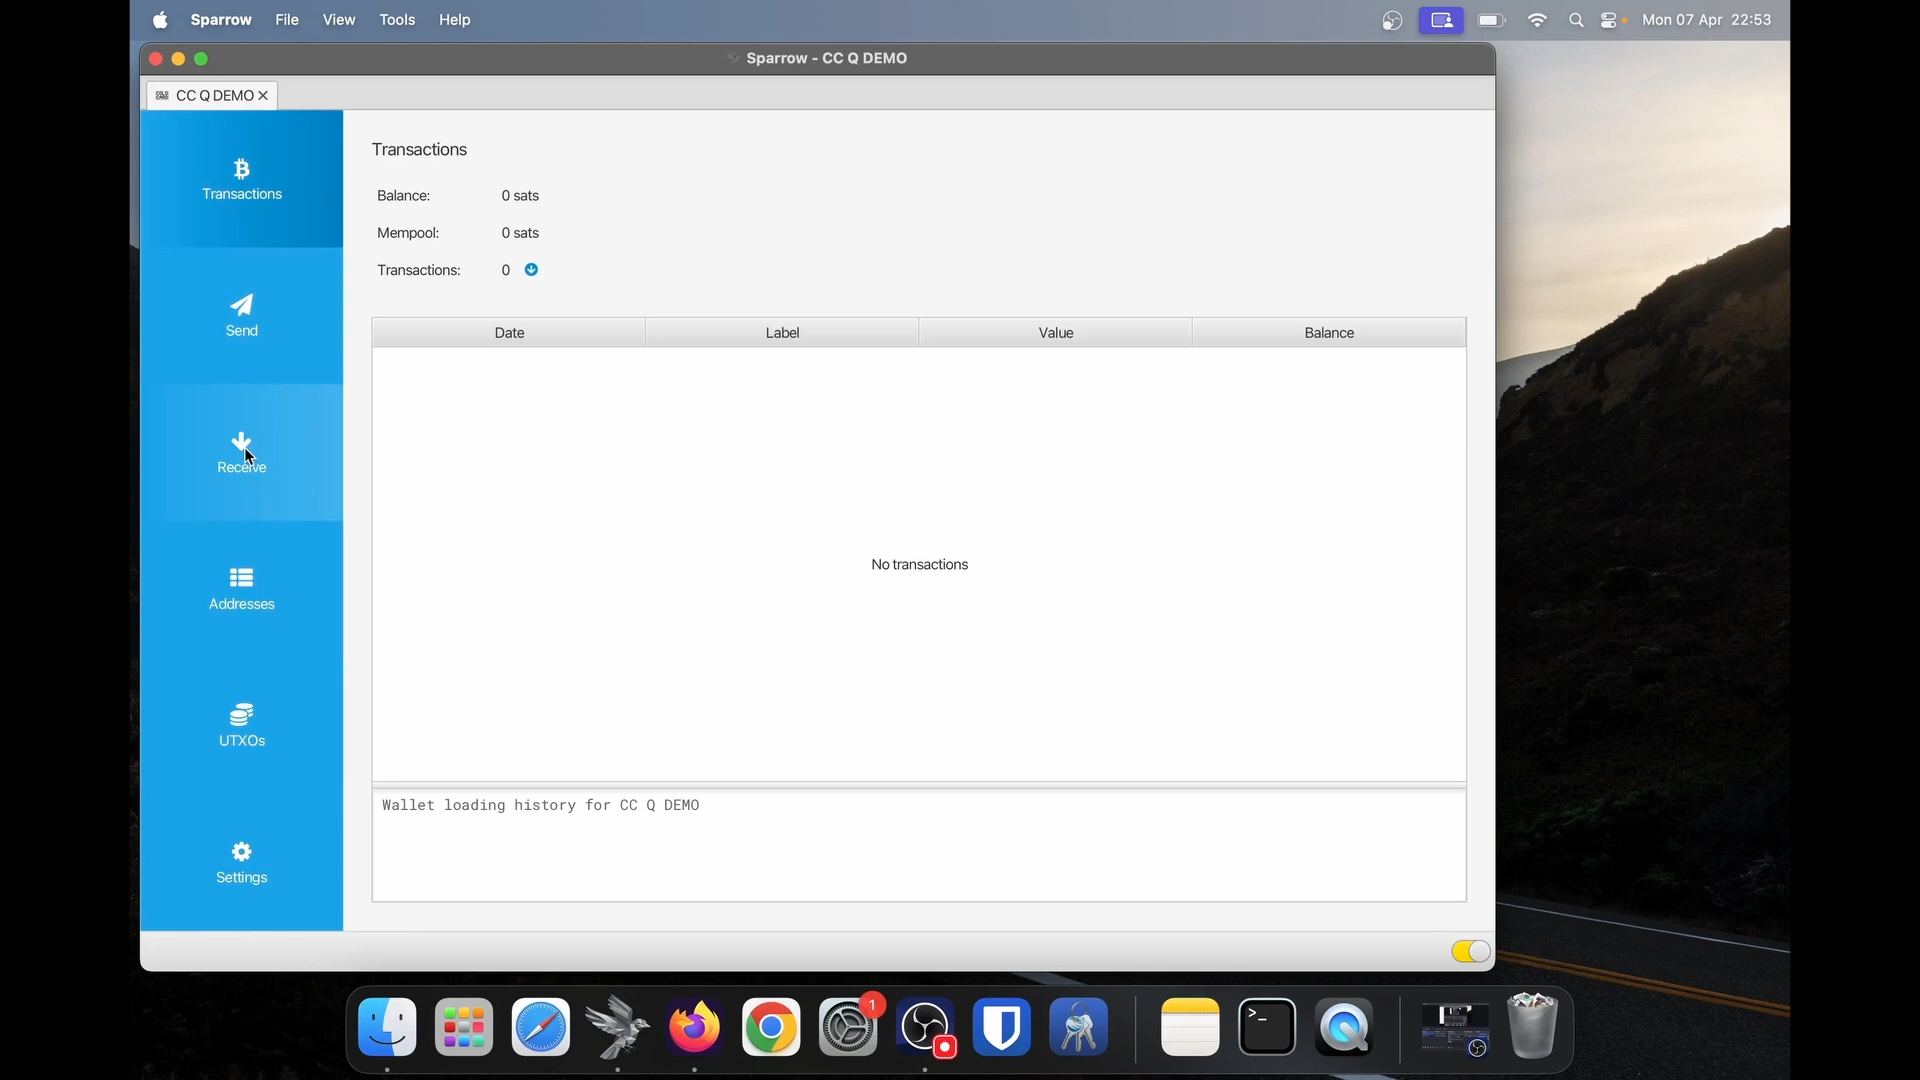 Sparrow File View Tools Help Mon 07 Apr 22:53
Sparrow - CC Q DEMO
CC Q DEMO
Transactions
Send
Receive
Addresses
UTXOs
Settings
Transactions
Balance: 0 sats
Mempool: 0 sats
Transactions: 0
Date Label Value Balance
No transactions
Wallet loading history for CC Q DEMO
1
>_